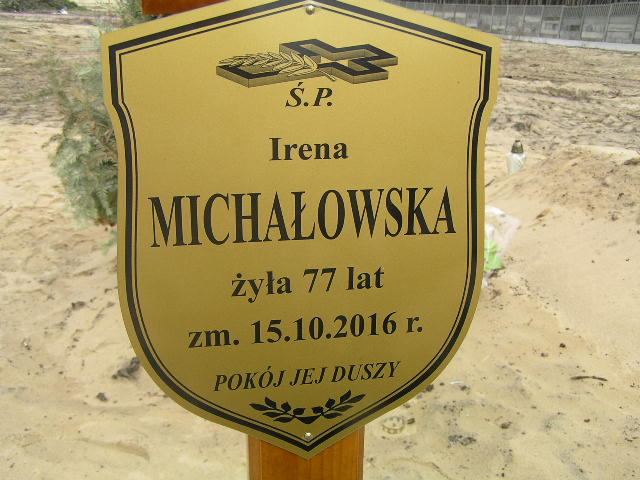 Ś.P.
Irena
MICHAŁOWSKA
żyła 77 lat
zm. 15.10.2016 r.
POKÓJ JEJ DUSZY